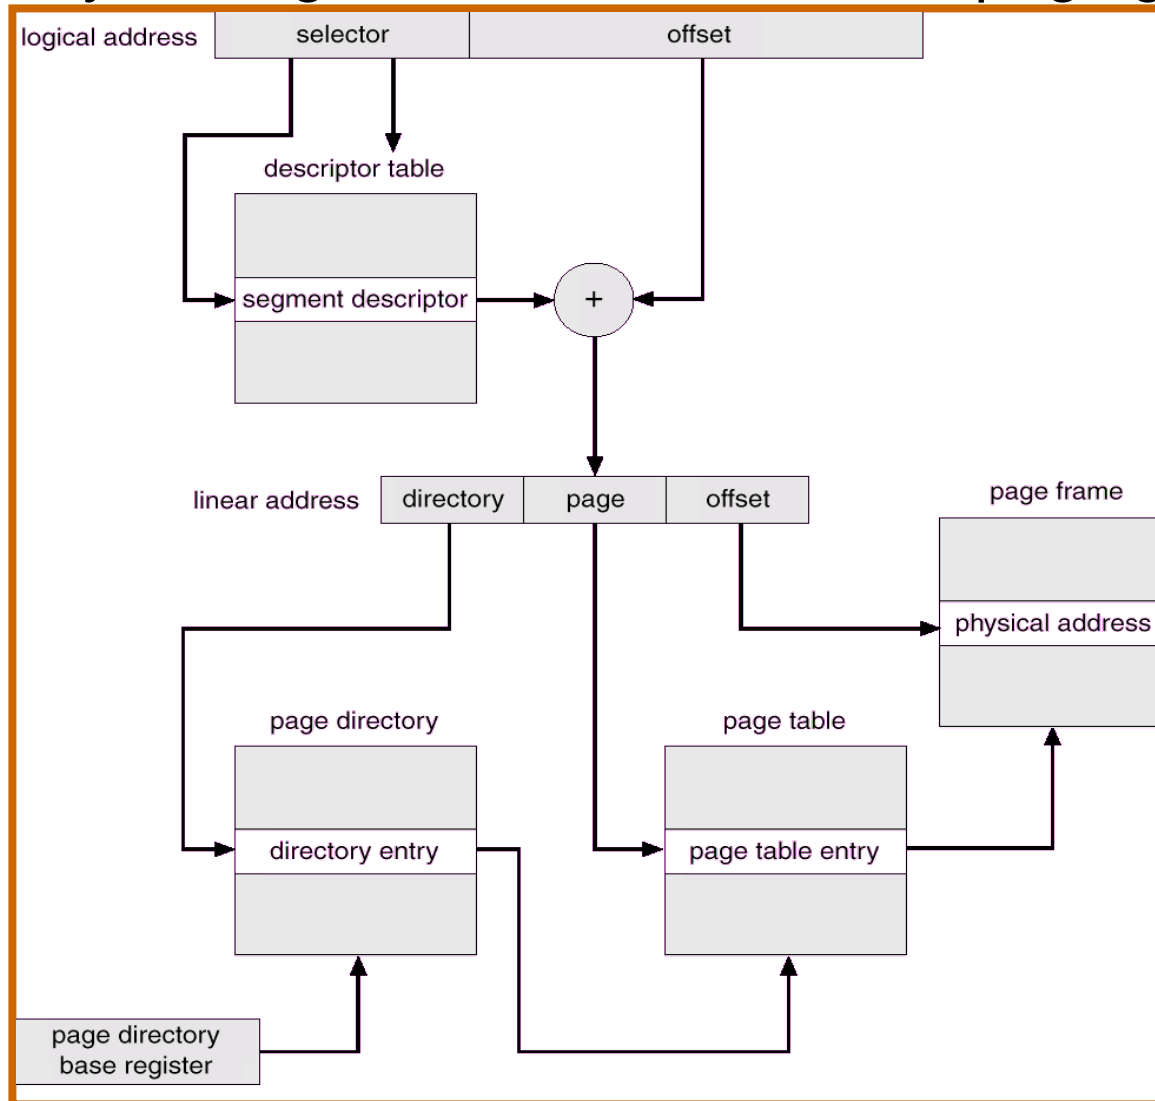 logical address
selector
offset
descriptor table
segment descriptor
+
linear address
directory
page
offset
page frame
physical address
page directory
page table
directory entry
page table entry
page directory
base register